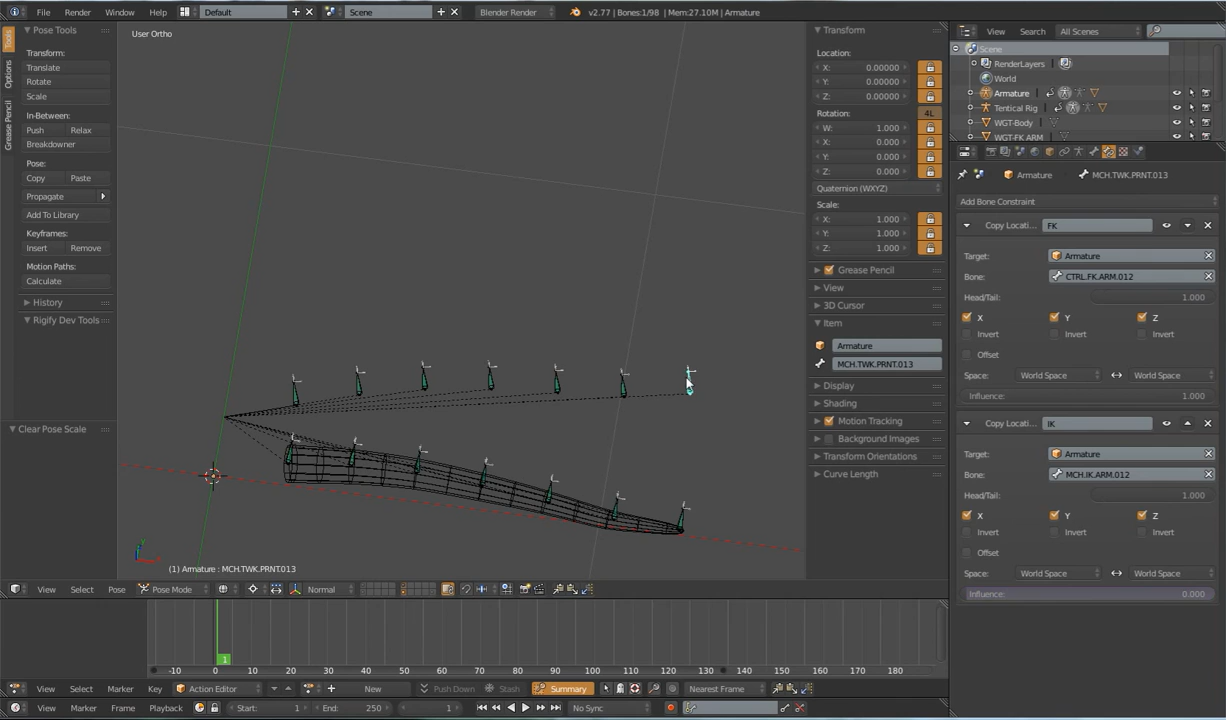 File Render Window Help Default Scene Blender Render v2.77 | Bones:1/98 | Mem:27.10M | Armature
Tools
Options
Grease Pencil
Pose Tools
Transform:
Translate
Rotate
Scale
In-Between:
Push Relax
Breakdowner
Pose:
Copy Paste
Propagate
Add To Library
Keyframes:
Insert Remove
Motion Paths:
Calculate
History
Rigify Dev Tools
Clear Pose Scale
User Ortho
(1) Armature : MCH.TWK.PRNT.013
View Select Pose Pose Mode Normal
Transform
Location:
X: 0.00000
Y: 0.00000
Z: 0.00000
Rotation: 4L
W: 1.000
X: 0.000
Y: 0.000
Z: 0.000
Quaternion (WXYZ)
Scale:
X: 1.000
Y: 1.000
Z: 1.000
Grease Pencil
View
3D Cursor
Item
Armature
MCH.TWK.PRNT.013
Display
Shading
Motion Tracking
Background Images
Transform Orientations
Curve Length
View Search All Scenes
Scene
RenderLayers
World
Armature
Tentical Rig
WGT-Body
WGT-FK ARM
Armature MCH.TWK.PRNT.013
Add Bone Constraint
Copy Locati... FK
Target: Armature
Bone: CTRL.FK.ARM.012
Head/Tail: 1.000
X Y Z
Invert Invert Invert
Offset
Space: World Space World Space
Influence: 1.000
Copy Locati... IK
Target: Armature
Bone: MCH.IK.ARM.012
Head/Tail: 1.000
X Y Z
Invert Invert Invert
Offset
Space: World Space World Space
Influence: 0.000
1
-10 0 10 20 30 40 50 60 70 80 90 100 110 120 130 140 150 160 170 180
View Select Marker Key Action Editor New Push Down Stash Summary Nearest Frame
View Marker Frame Playback Start: 1 End: 250 1 No Sync